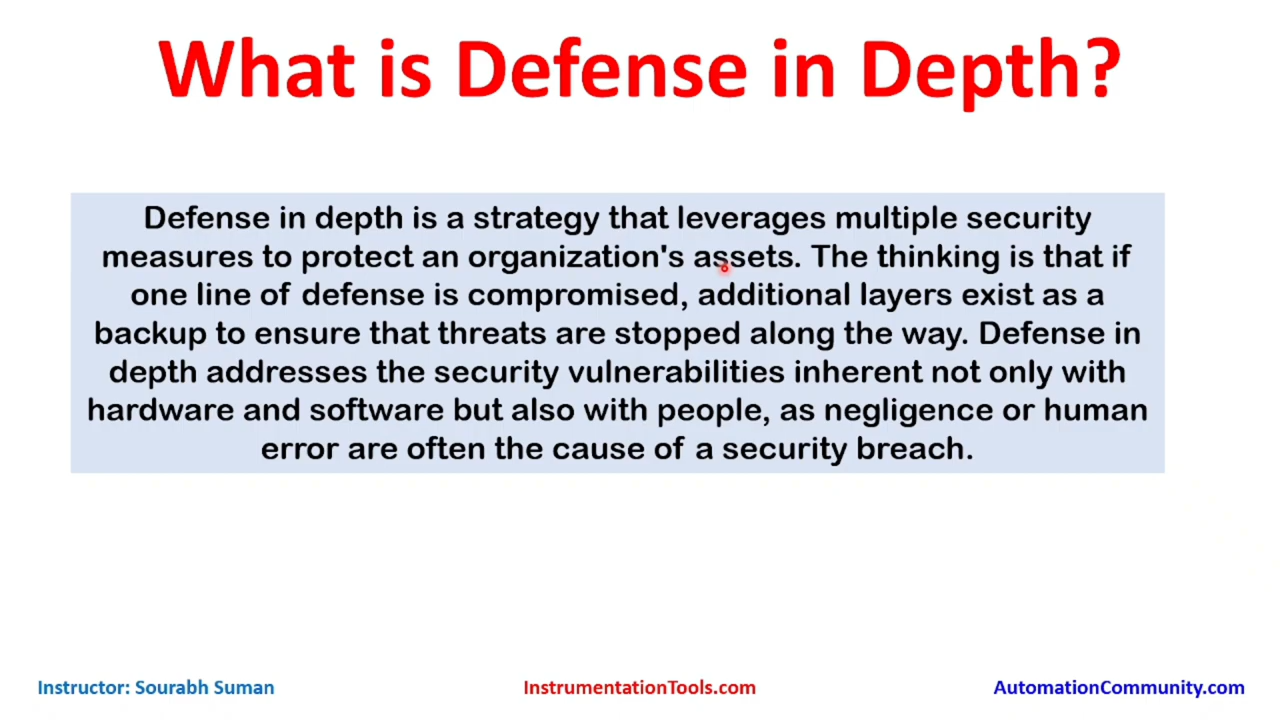 What is Defense in Depth?
Defense in depth is a strategy that leverages multiple security
measures to protect an organization's assets. The thinking is that if
one line of defense is compromised, additional layers exist as a
backup to ensure that threats are stopped along the way. Defense in
depth addresses the security vulnerabilities inherent not only with
hardware and software but also with people, as negligence or human
error are often the cause of a security breach.
Instructor: Sourabh Suman
InstrumentationTools.com
AutomationCommunity.com